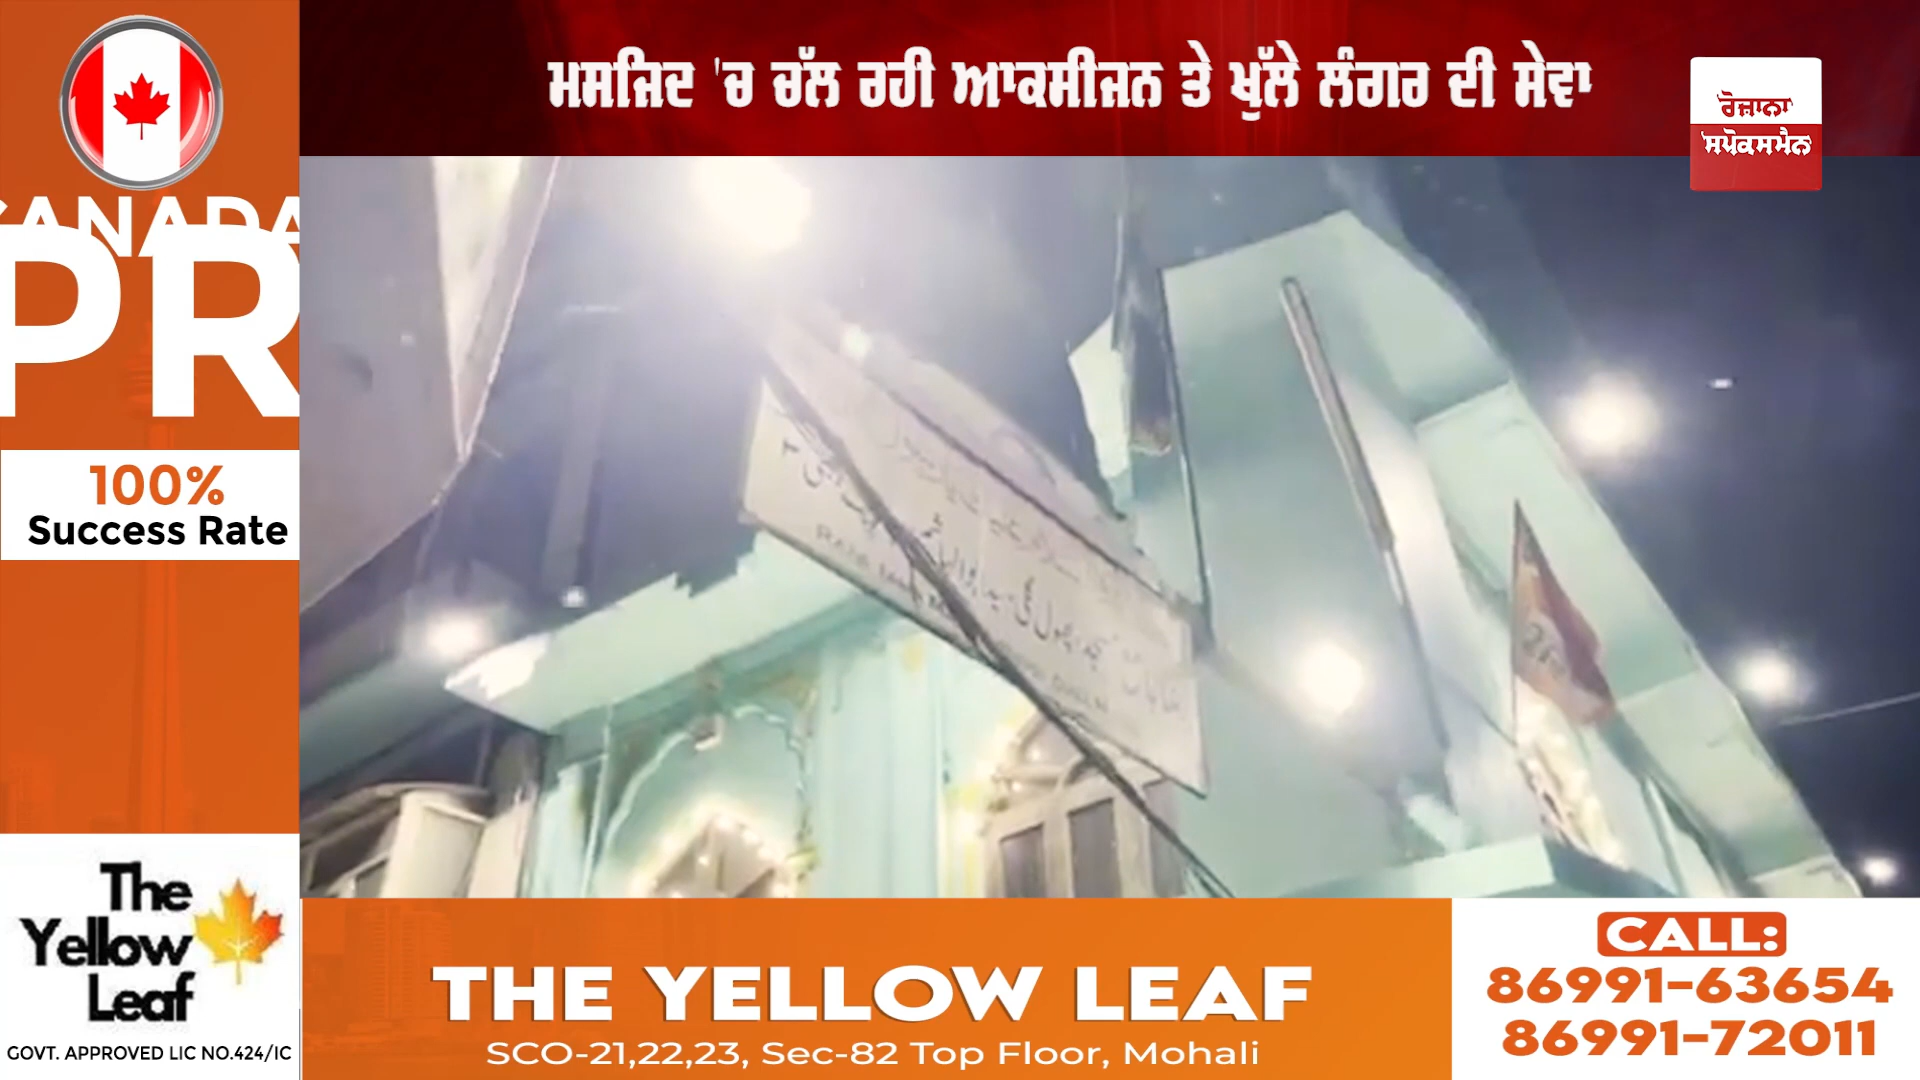 ਮਸਜਿਦ 'ਚ ਚੱਲ ਰਹੀ ਆਕਸੀਜਨ ਤੇ ਖੁੱਲੇ ਲੰਗਰ ਦੀ ਸੇਵਾ
ਰੋਜ਼ਾਨਾ
ਸਪੋਕਸਮੈਨ
CANADA
PR
100%
Success Rate
The
Yellow
Leaf
GOVT. APPROVED LIC NO.424/IC
THE YELLOW LEAF
SCO-21,22,23, Sec-82 Top Floor, Mohali
CALL:
86991-63654
86991-72011